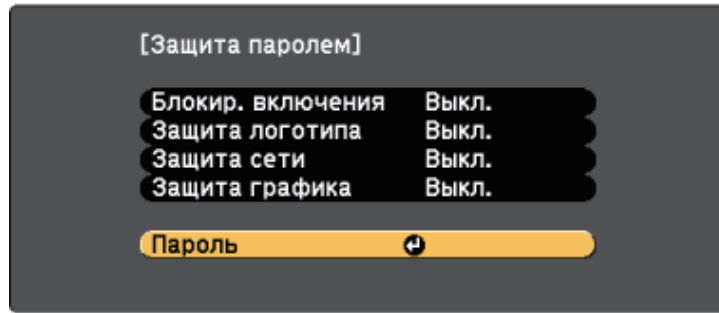 [Защита паролем]
Блокир. включения Выкл.
Защита логотипа Выкл.
Защита сети Выкл.
Защита графика Выкл.
Пароль